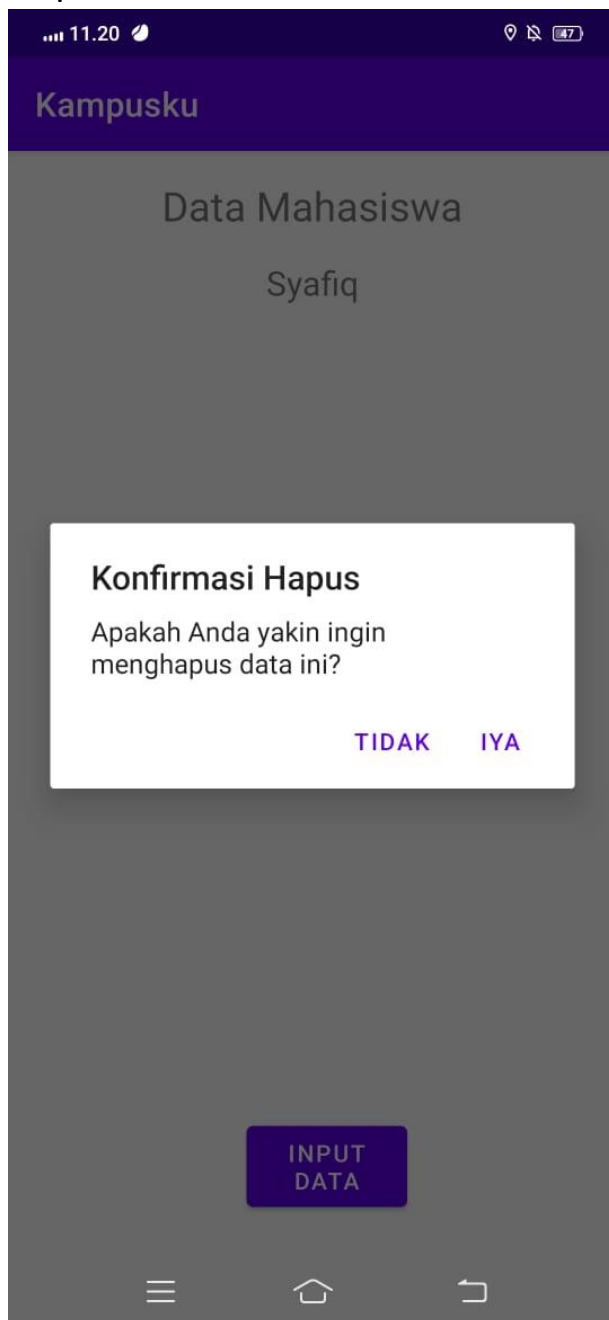 11.20
47
Kampusku
Data Mahasiswa
Syafiq
Konfirmasi Hapus
Apakah Anda yakin ingin
menghapus data ini?
TIDAK IYA
INPUT
DATA